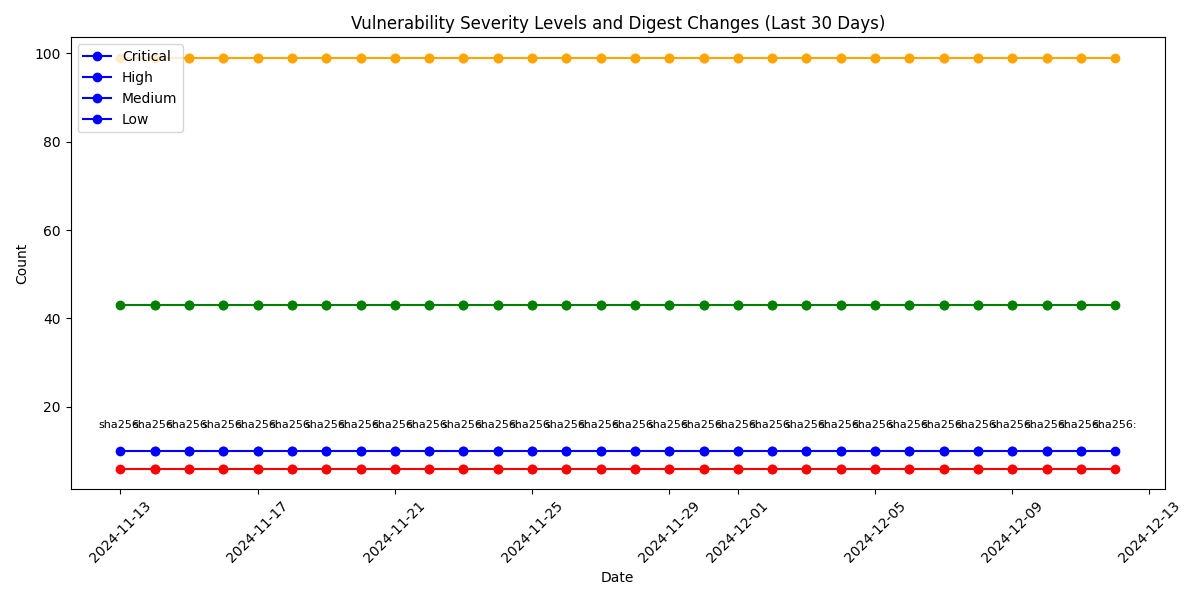 Vulnerability Severity Levels and Digest Changes (Last 30 Days)
100
80
60
40
20
Count
Critical
High
Medium
Low
sha256: sha256: sha256: sha256: sha256: sha256: sha256: sha256: sha256: sha256: sha256: sha256: sha256: sha256: sha256: sha256: sha256: sha256: sha256: sha256: sha256: sha256: sha256: sha256: sha256: sha256: sha256: sha256: sha256: sha256:
2024-11-13
2024-11-17
2024-11-21
2024-11-25
2024-11-29
2024-12-01
2024-12-05
2024-12-09
2024-12-13
Date